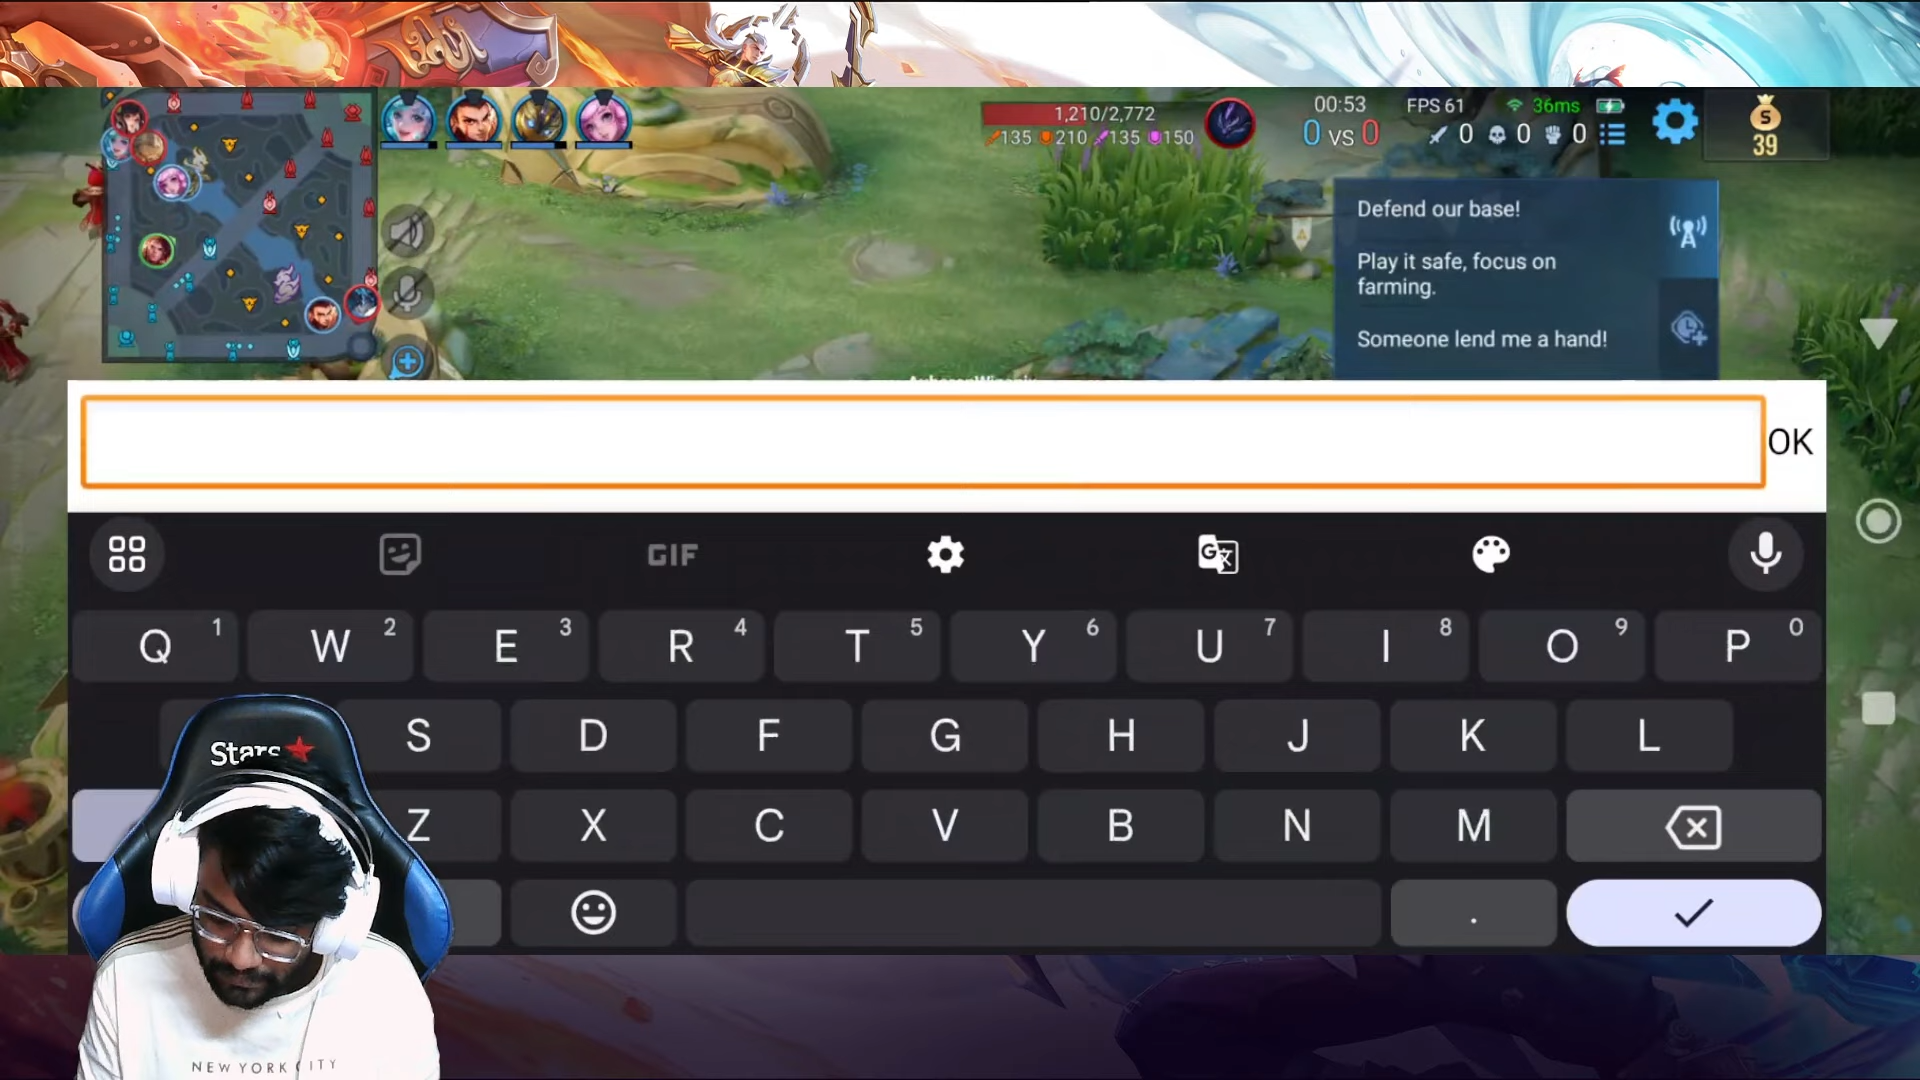 1,210/2,772
135 210 135 150
00:53
0 VS 0
FPS 61
36ms
0 0 0
39
Defend our base!
Play it safe, focus on
farming.
Someone lend me a hand!
OK
GIF
Q 1 W 2 E 3 R 4 T 5 Y 6 U 7 I 8 O 9 P 0
S D F G H J K L
Z X C V B N M
.
Stars
NEW YORK CITY